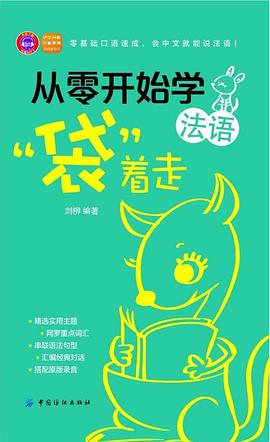 零基础口语速成，会中文就能说法语！
从零开始学
法语
“袋”着走
刘柳 编著
精选实用主题
网罗重点词汇
串联语法句型
汇编经典对话
搭配原版录音
中国纺织出版社